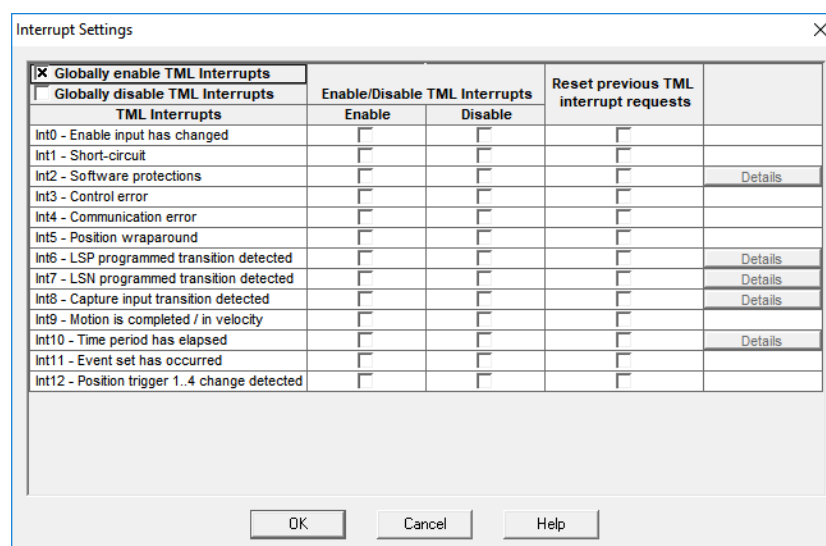 Interrupt Settings
Globally enable TML Interrupts
Globally disable TML Interrupts
Enable/Disable TML Interrupts
Reset previous TML
interrupt requests
TML Interrupts
Enable
Disable
Int0 - Enable input has changed
Int1 - Short-circuit
Int2 - Software protections
Details
Int3 - Control error
Int4 - Communication error
Int5 - Position wraparound
Int6 - LSP programmed transition detected
Details
Int7 - LSN programmed transition detected
Details
Int8 - Capture input transition detected
Details
Int9 - Motion is completed / in velocity
Int10 - Time period has elapsed
Details
Int11 - Event set has occurred
Int12 - Position trigger 1..4 change detected
OK
Cancel
Help